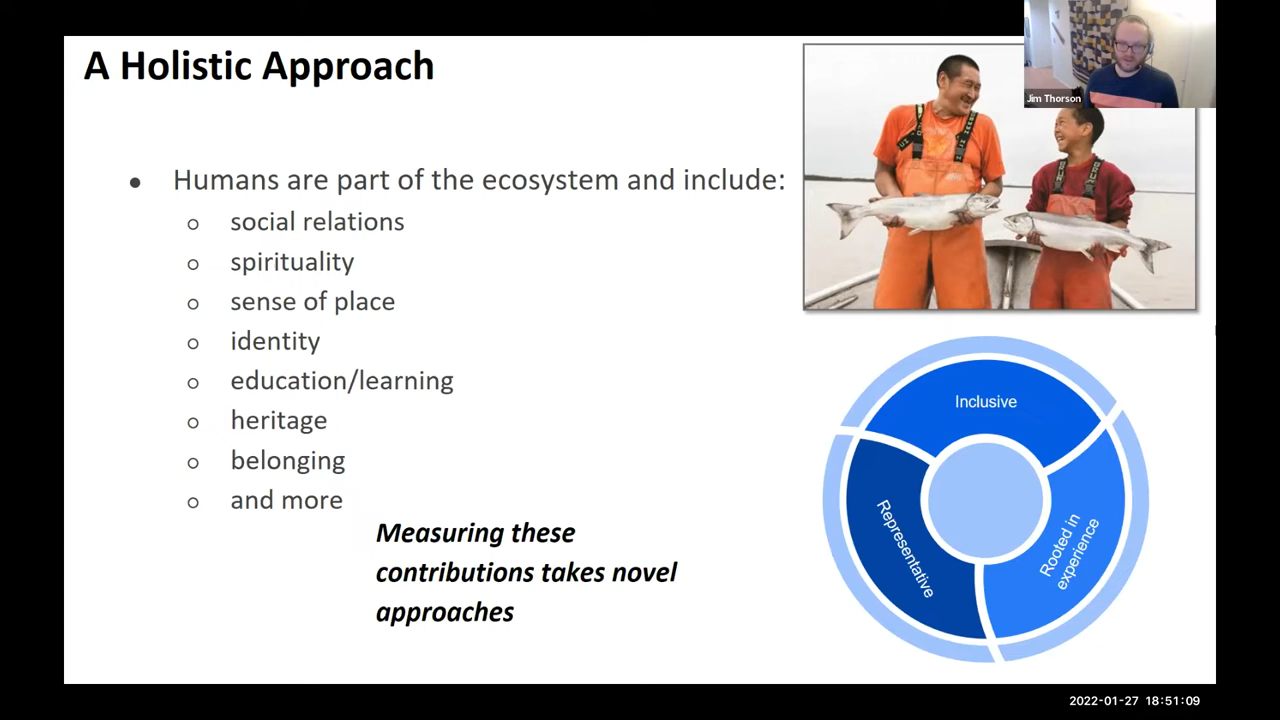 A Holistic Approach
Jim Thorson
● Humans are part of the ecosystem and include:
○ social relations
○ spirituality
○ sense of place
○ identity
○ education/learning
○ heritage
○ belonging
○ and more
Measuring these
contributions takes novel
approaches
Inclusive
Representative
Rooted in
experience
2022-01-27 18:51:09